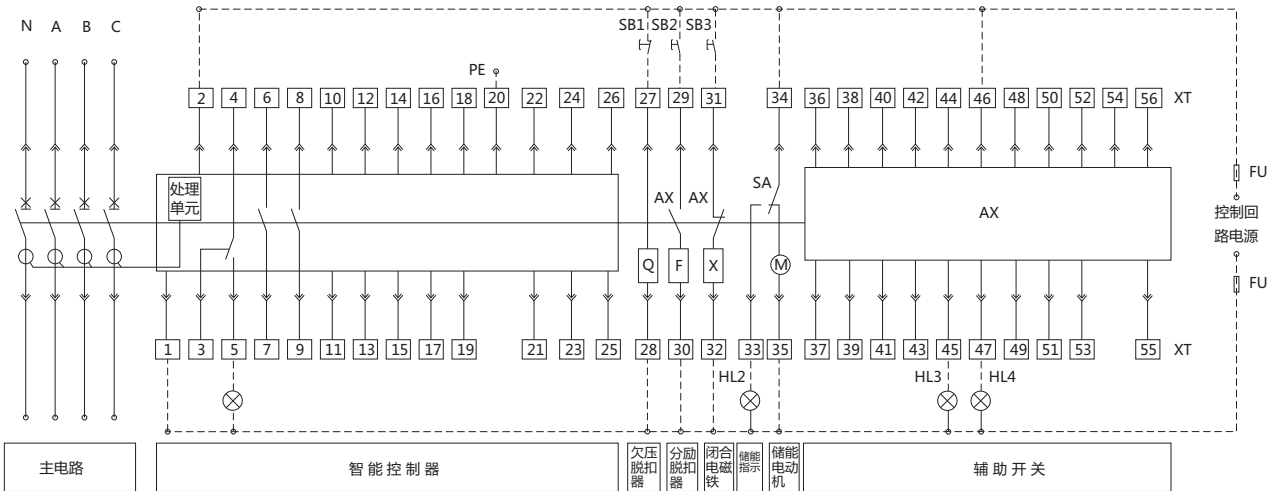 N A B C
SB1 SB2 SB3
PE
2 4 6 8 10 12 14 16 18 20 22 24 26 27 29 31 34 36 38 40 42 44 46 48 50 52 54 56 XT
FU
处理
单元
SA
AX AX
AX
控制回
路电源
Q F X M
FU
1 3 5 7 9 11 13 15 17 19 21 23 25 28 30 32 33 35 37 39 41 43 45 47 49 51 53 55 XT
HL2 HL3 HL4
主电路
智能控制器
欠压
脱扣
器
分励
脱扣
器
闭合
电磁
铁
储能
指示
储能
电动
机
辅助开关